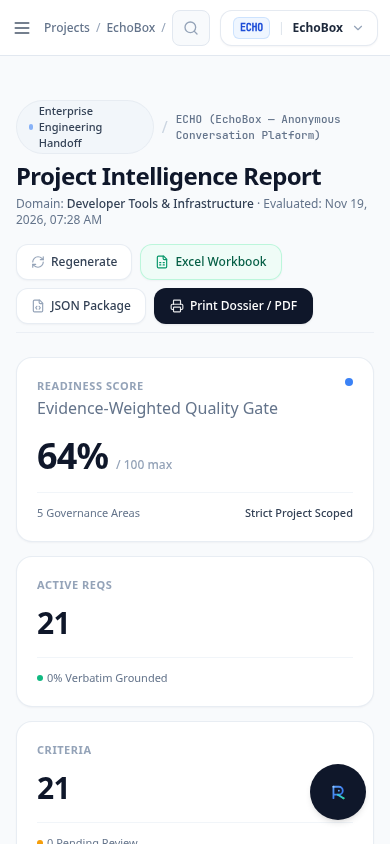 Projects / EchoBox /
ECHO
EchoBox
Enterprise
Engineering
Handoff
/
ECHO (EchoBox — Anonymous
Conversation Platform)
Project Intelligence Report
Domain: Developer Tools & Infrastructure · Evaluated: Nov 19,
2026, 07:28 AM
Regenerate
Excel Workbook
JSON Package
Print Dossier / PDF
READINESS SCORE
Evidence-Weighted Quality Gate
64% / 100 max
5 Governance Areas
Strict Project Scoped
ACTIVE REQS
21
0% Verbatim Grounded
CRITERIA
21
0 Pending Review